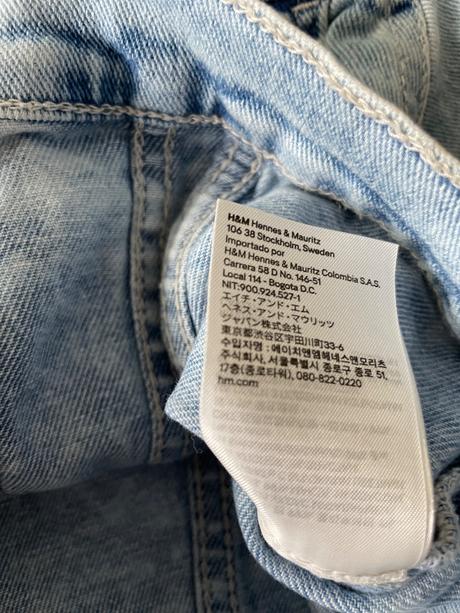 H&M Hennes & Mauritz
106 38 Stockholm, Sweden
Importado por
H&M Hennes & Mauritz Colombia S.A.S.
Carrera 58 D No. 146-51
Local 114 - Bogota D.C.
NIT:900.924.527-1
エイチ・アンド・エム
ヘネス・アンド・マウリッツ
ジャパン株式会社
東京都渋谷区宇田川町33-6
수입자명 : 에이치앤엠헤네스앤모리츠
주식회사, 서울특별시 종로구 종로 51,
17층(종로타워), 080-822-0220
hm.com